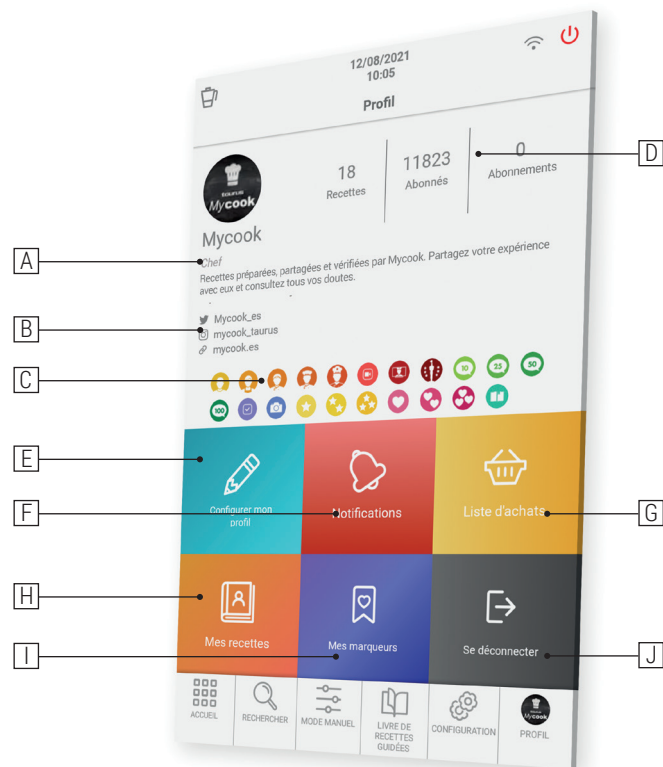 12/08/2021
10:05
Profil
18
Recettes
11823
Abonnés
0
Abonnements
D
taurus
Mycook
Mycook
A
Chef
Recettes préparées, partagées et vérifiées par Mycook. Partagez votre expérience
avec eux et consultez tous vos doutes.
B
Mycook_es
mycook_taurus
mycook.es
C
10
25
50
100
E
Configurer mon
profil
F
Notifications
Liste d'achats
G
H
Mes recettes
I
Mes marqueurs
Se déconnecter
J
ACCUEIL
RECHERCHER
MODE MANUEL
LIVRE DE
RECETTES
GUIDÉES
CONFIGURATION
Mycook
PROFIL